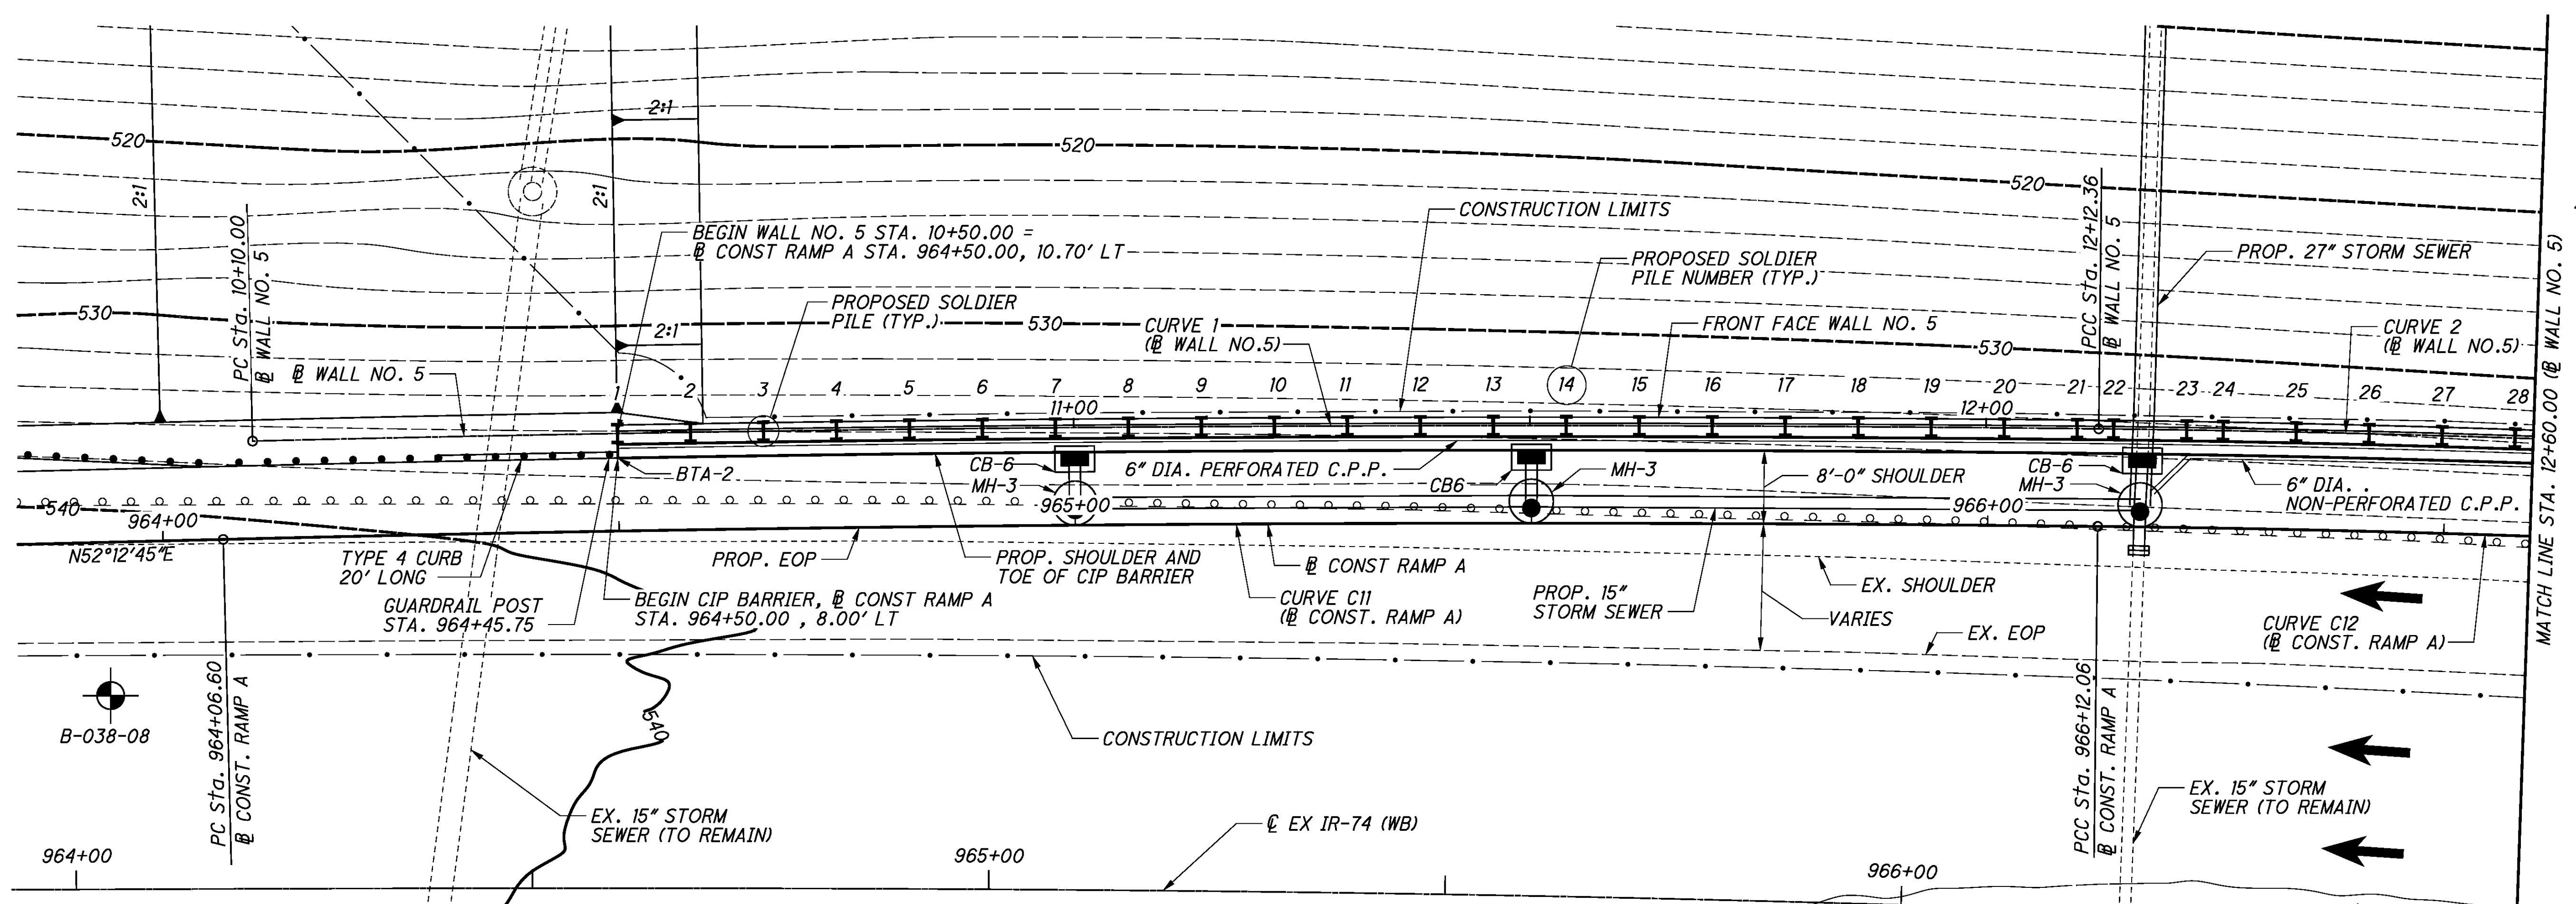 2:1
520
520
520
2:1
2:1
PC Sta. 10+10.00
℄ WALL NO. 5
BEGIN WALL NO. 5 STA. 10+50.00 =
℄ CONST RAMP A STA. 964+50.00, 10.70' LT
CONSTRUCTION LIMITS
PROPOSED SOLDIER
PILE NUMBER (TYP.)
PCC Sta. 12+12.36
℄ WALL NO. 5
PROP. 27" STORM SEWER
MATCH LINE STA. 12+60.00 (℄ WALL NO. 5)
530
PROPOSED SOLDIER
PILE (TYP.)
530
2:1
CURVE 1
(℄ WALL NO.5)
FRONT FACE WALL NO. 5
530
CURVE 2
(℄ WALL NO.5)
℄ WALL NO. 5
1 2 3 4 5 6 7 8 9 10 11 12 13 14 15 16 17 18 19 20 21 22 23 24 25 26 27 28
11+00
12+00
BTA-2
CB-6
MH-3
6" DIA. PERFORATED C.P.P.
CB6
MH-3
8'-0" SHOULDER
CB-6
MH-3
6" DIA.
NON-PERFORATED C.P.P.
540
964+00
965+00
966+00
N52°12'45"E
TYPE 4 CURB
20' LONG
PROP. EOP
PROP. SHOULDER AND
TOE OF CIP BARRIER
℄ CONST RAMP A
EX. SHOULDER
GUARDRAIL POST
STA. 964+45.75
BEGIN CIP BARRIER, ℄ CONST RAMP A
STA. 964+50.00 , 8.00' LT
CURVE C11
(℄ CONST. RAMP A)
PROP. 15"
STORM SEWER
VARIES
EX. EOP
CURVE C12
(℄ CONST. RAMP A)
PC Sta. 964+06.60
℄ CONST. RAMP A
B-038-08
540
CONSTRUCTION LIMITS
PCC Sta. 966+12.06
℄ CONST. RAMP A
EX. 15" STORM
SEWER (TO REMAIN)
℄ EX IR-74 (WB)
EX. 15" STORM
SEWER (TO REMAIN)
964+00
965+00
966+00